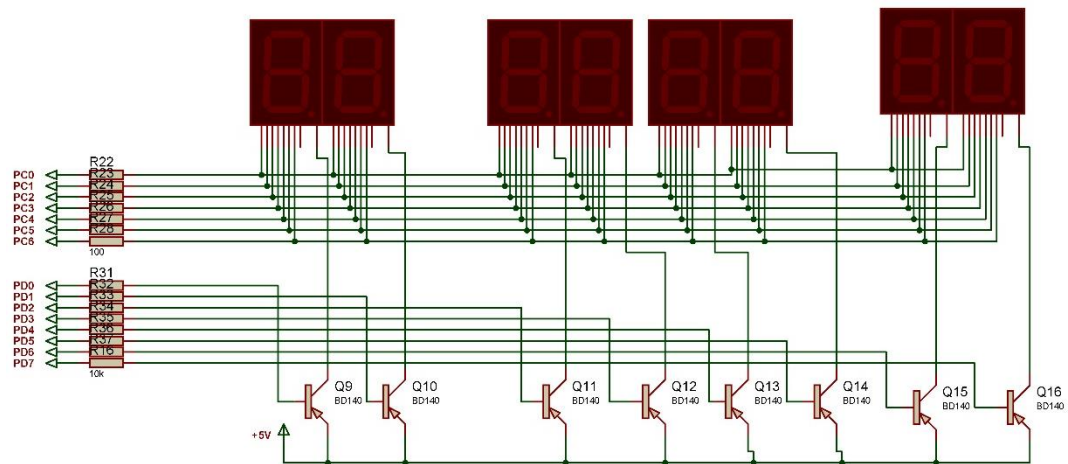 R22
PC0 R23
PC1 R24
PC2 R25
PC3 R26
PC4 R27
PC5 R28
PC6
100
R31
PD0 R32
PD1 R33
PD2 R34
PD3 R35
PD4 R36
PD5 R37
PD6 R16
PD7
10k
Q9
BD140
Q10
BD140
Q11
BD140
Q12
BD140
Q13
BD140
Q14
BD140
Q15
BD140
Q16
BD140
+5V